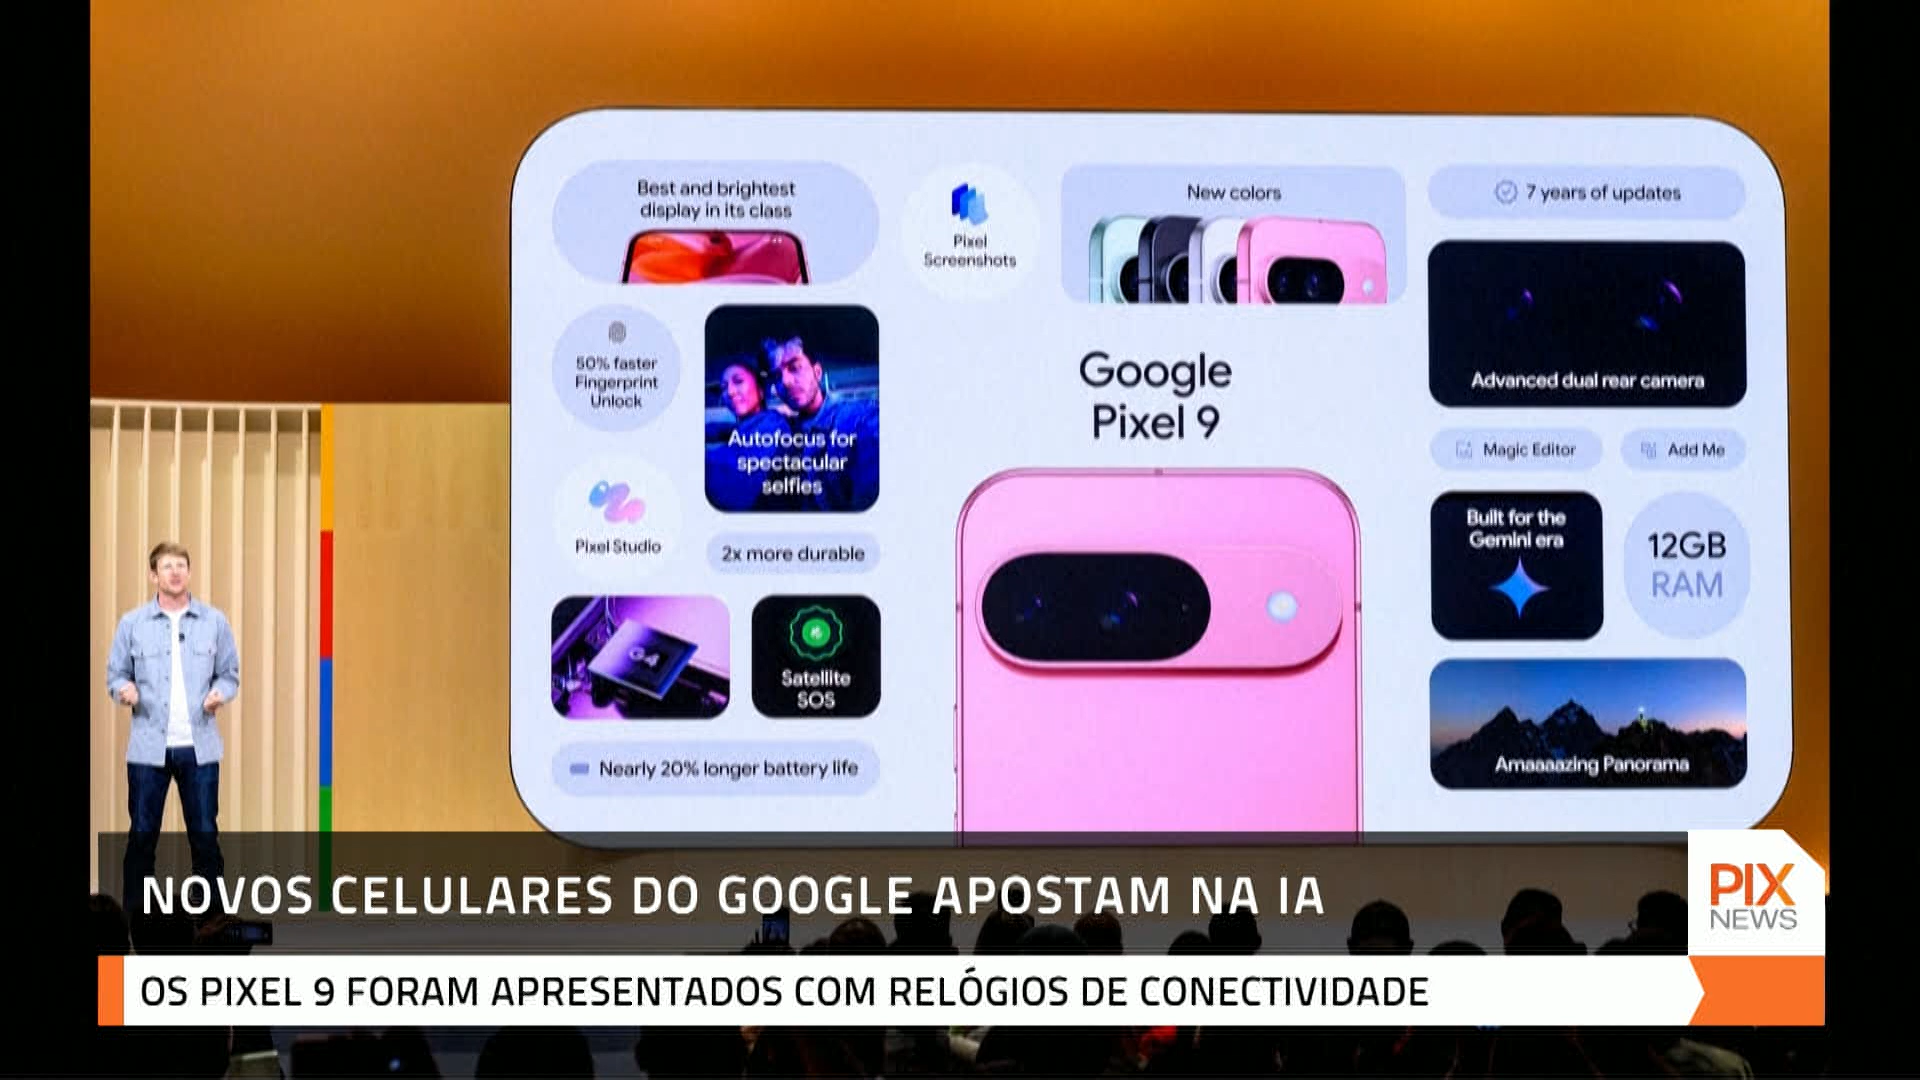 Best and brightest
display in its class
Pixel
Screenshots
New colors
7 years of updates
50% faster
Fingerprint
Unlock
Autofocus for
spectacular
selfies
Google
Pixel 9
Advanced dual rear camera
Magic Editor
Add Me
Pixel Studio
2x more durable
Built for the
Gemini era
12GB
RAM
G4
Satellite
SOS
Nearly 20% longer battery life
Amaaaazing Panorama
NOVOS CELULARES DO GOOGLE APOSTAM NA IA
PIX
NEWS
OS PIXEL 9 FORAM APRESENTADOS COM RELÓGIOS DE CONECTIVIDADE